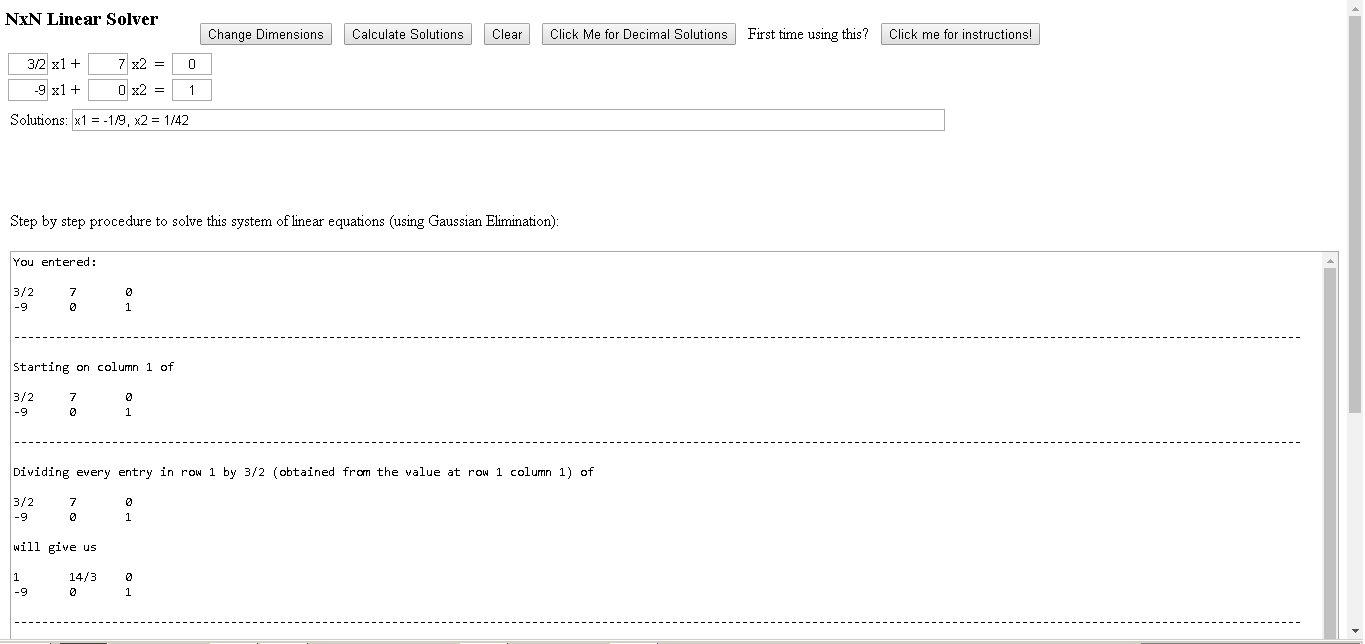 NxN Linear Solver
Change Dimensions Calculate Solutions Clear Click Me for Decimal Solutions First time using this? Click me for instructions!
3/2 x1 + 7 x2 = 0
-9 x1 + 0 x2 = 1
Solutions: x1 = -1/9, x2 = 1/42
Step by step procedure to solve this system of linear equations (using Gaussian Elimination):
You entered:
3/2 7 0
-9 0 1
Starting on column 1 of
3/2 7 0
-9 0 1
Dividing every entry in row 1 by 3/2 (obtained from the value at row 1 column 1) of
3/2 7 0
-9 0 1
will give us
1 14/3 0
-9 0 1